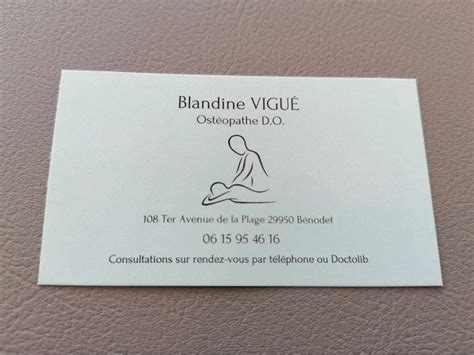 Blandine VIGUÉ
Ostéopathe D.O.
108 Ter Avenue de la Plage 29950 Benodet
06 15 95 46 16
Consultations sur rendez-vous par téléphone ou Doctolib